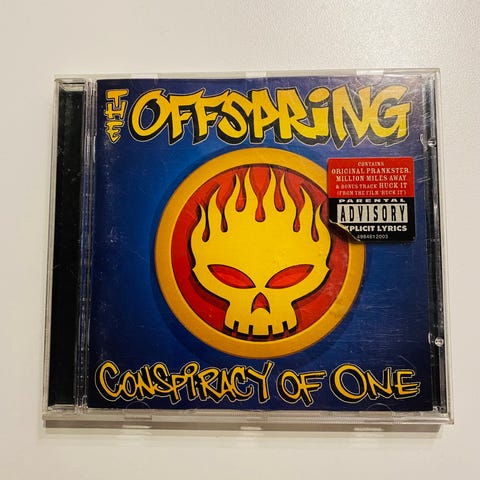 THE OFFSPRING
CONTAINS
ORIGINAL PRANKSTER,
MILLION MILES AWAY
& BONUS TRACK HUCK IT
(FROM THE FILM 'HUCK IT')
PARENTAL
ADVISORY
EXPLICIT LYRICS
4984812003
CONSPIRACY OF ONE